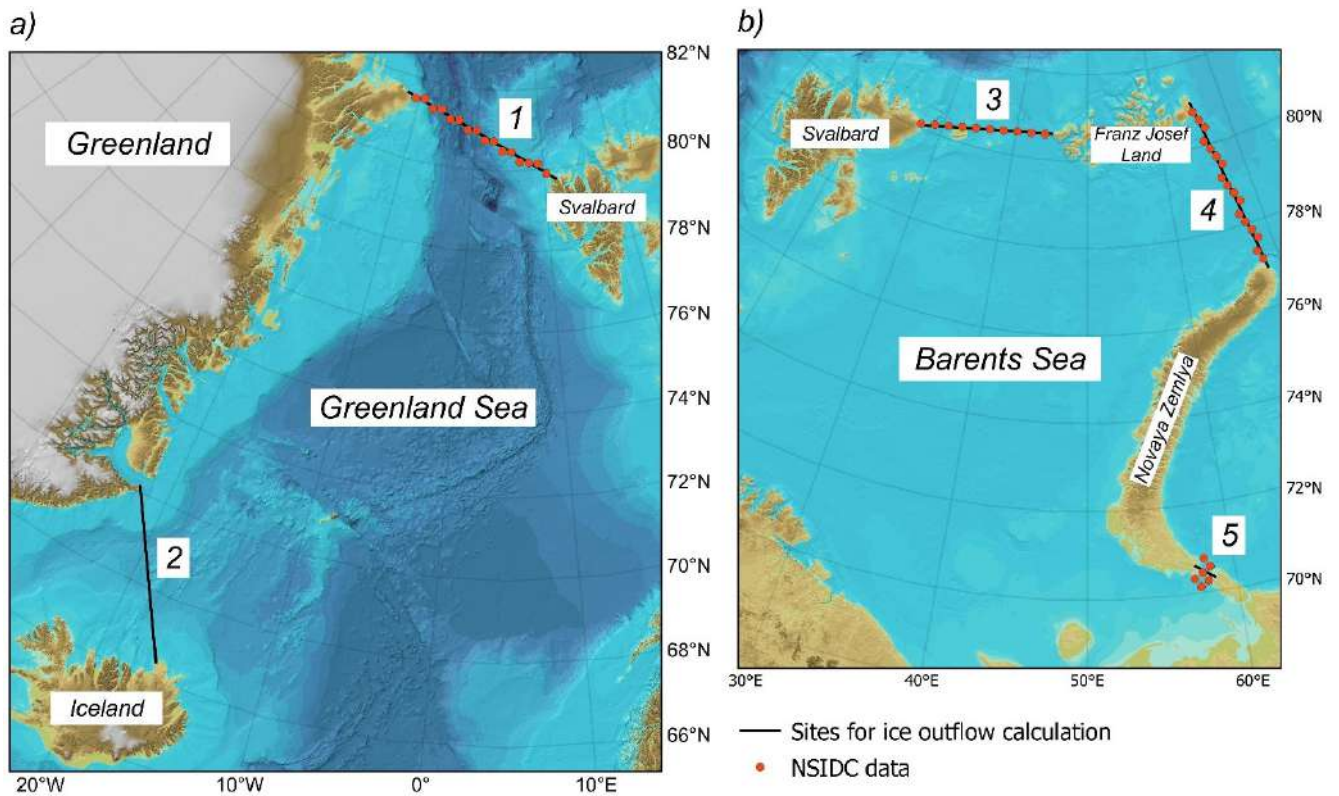 a)
Greenland
1
Svalbard
Greenland Sea
2
Iceland
82°N
80°N
78°N
76°N
74°N
72°N
70°N
68°N
66°N
20°W
10°W
0°
10°E
b)
3
Svalbard
Franz Josef
Land
4
Barents Sea
Novaya Zemlya
5
80°N
78°N
76°N
74°N
72°N
70°N
30°E
40°E
50°E
60°E
Sites for ice outflow calculation
NSIDC data